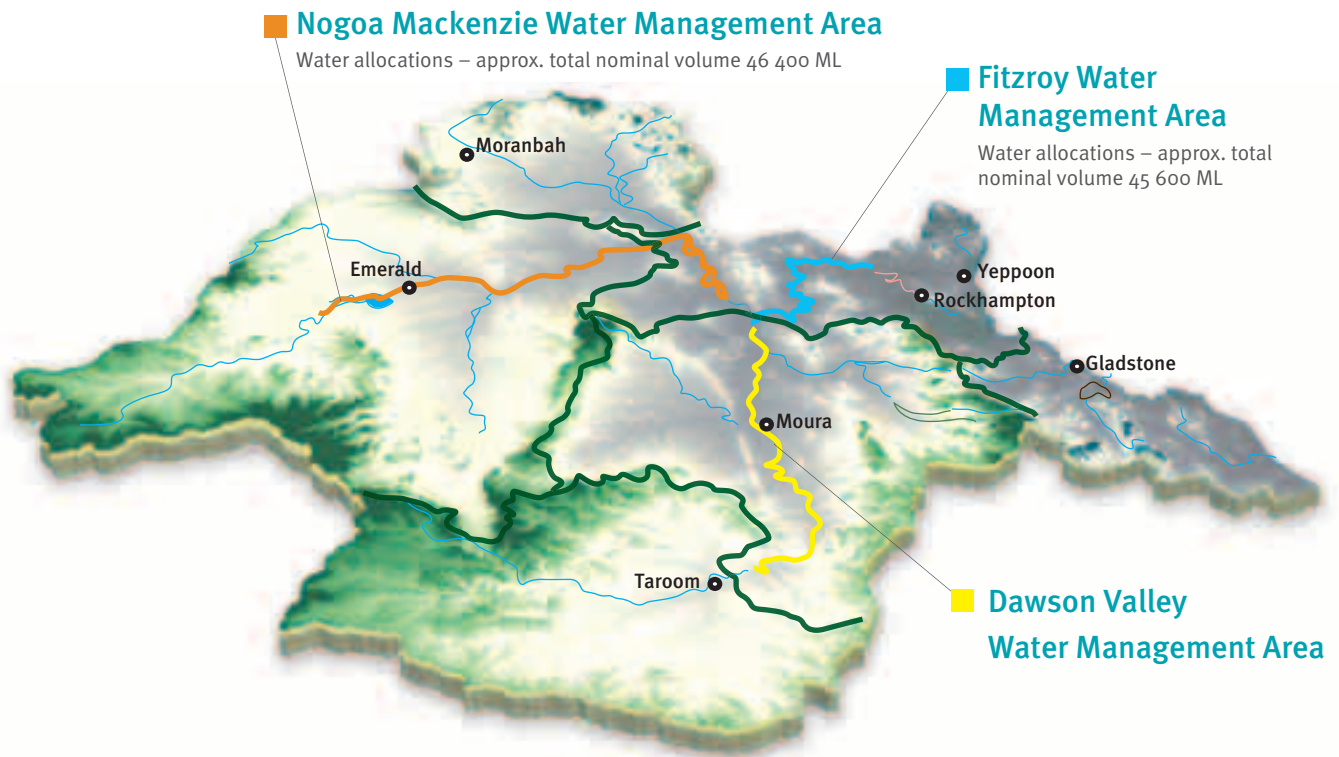 Nogoa Mackenzie Water Management Area
Water allocations – approx. total nominal volume 46 400 ML
Fitzroy Water
Management Area
Water allocations – approx. total
nominal volume 45 600 ML
Moranbah
Emerald
Yeppoon
Rockhampton
Gladstone
Moura
Taroom
Dawson Valley
Water Management Area